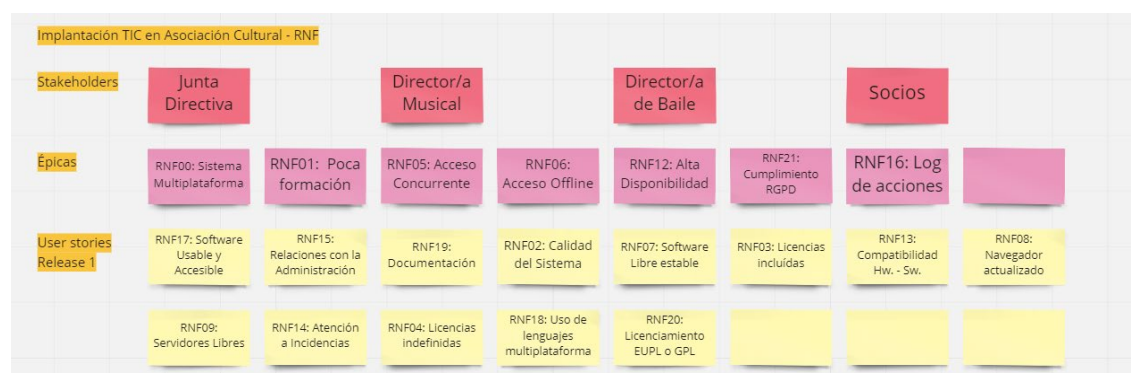 Implantación TIC en Asociación Cultural - RNF
Stakeholders
Junta
Directiva
Director/a
Musical
Director/a
de Baile
Socios
Épicas
RNF00: Sistema
Multiplataforma
RNF01: Poca
formación
RNF05: Acceso
Concurrente
RNF06:
Acceso Offline
RNF12: Alta
Disponibilidad
RNF21:
Cumplimiento
RGPD
RNF16: Log
de acciones
User stories
Release 1
RNF17: Software
Usable y
Accesible
RNF15:
Relaciones con la
Administración
RNF19:
Documentación
RNF02: Calidad
del Sistema
RNF07: Software
Libre estable
RNF03: Licencias
incluídas
RNF13:
Compatibilidad
Hw. - Sw.
RNF08:
Navegador
actualizado
RNF09:
Servidores Libres
RNF14: Atención
a Incidencias
RNF04: Licencias
indefinidas
RNF18: Uso de
lenguajes
multiplataforma
RNF20:
Licenciamiento
EUPL o GPL